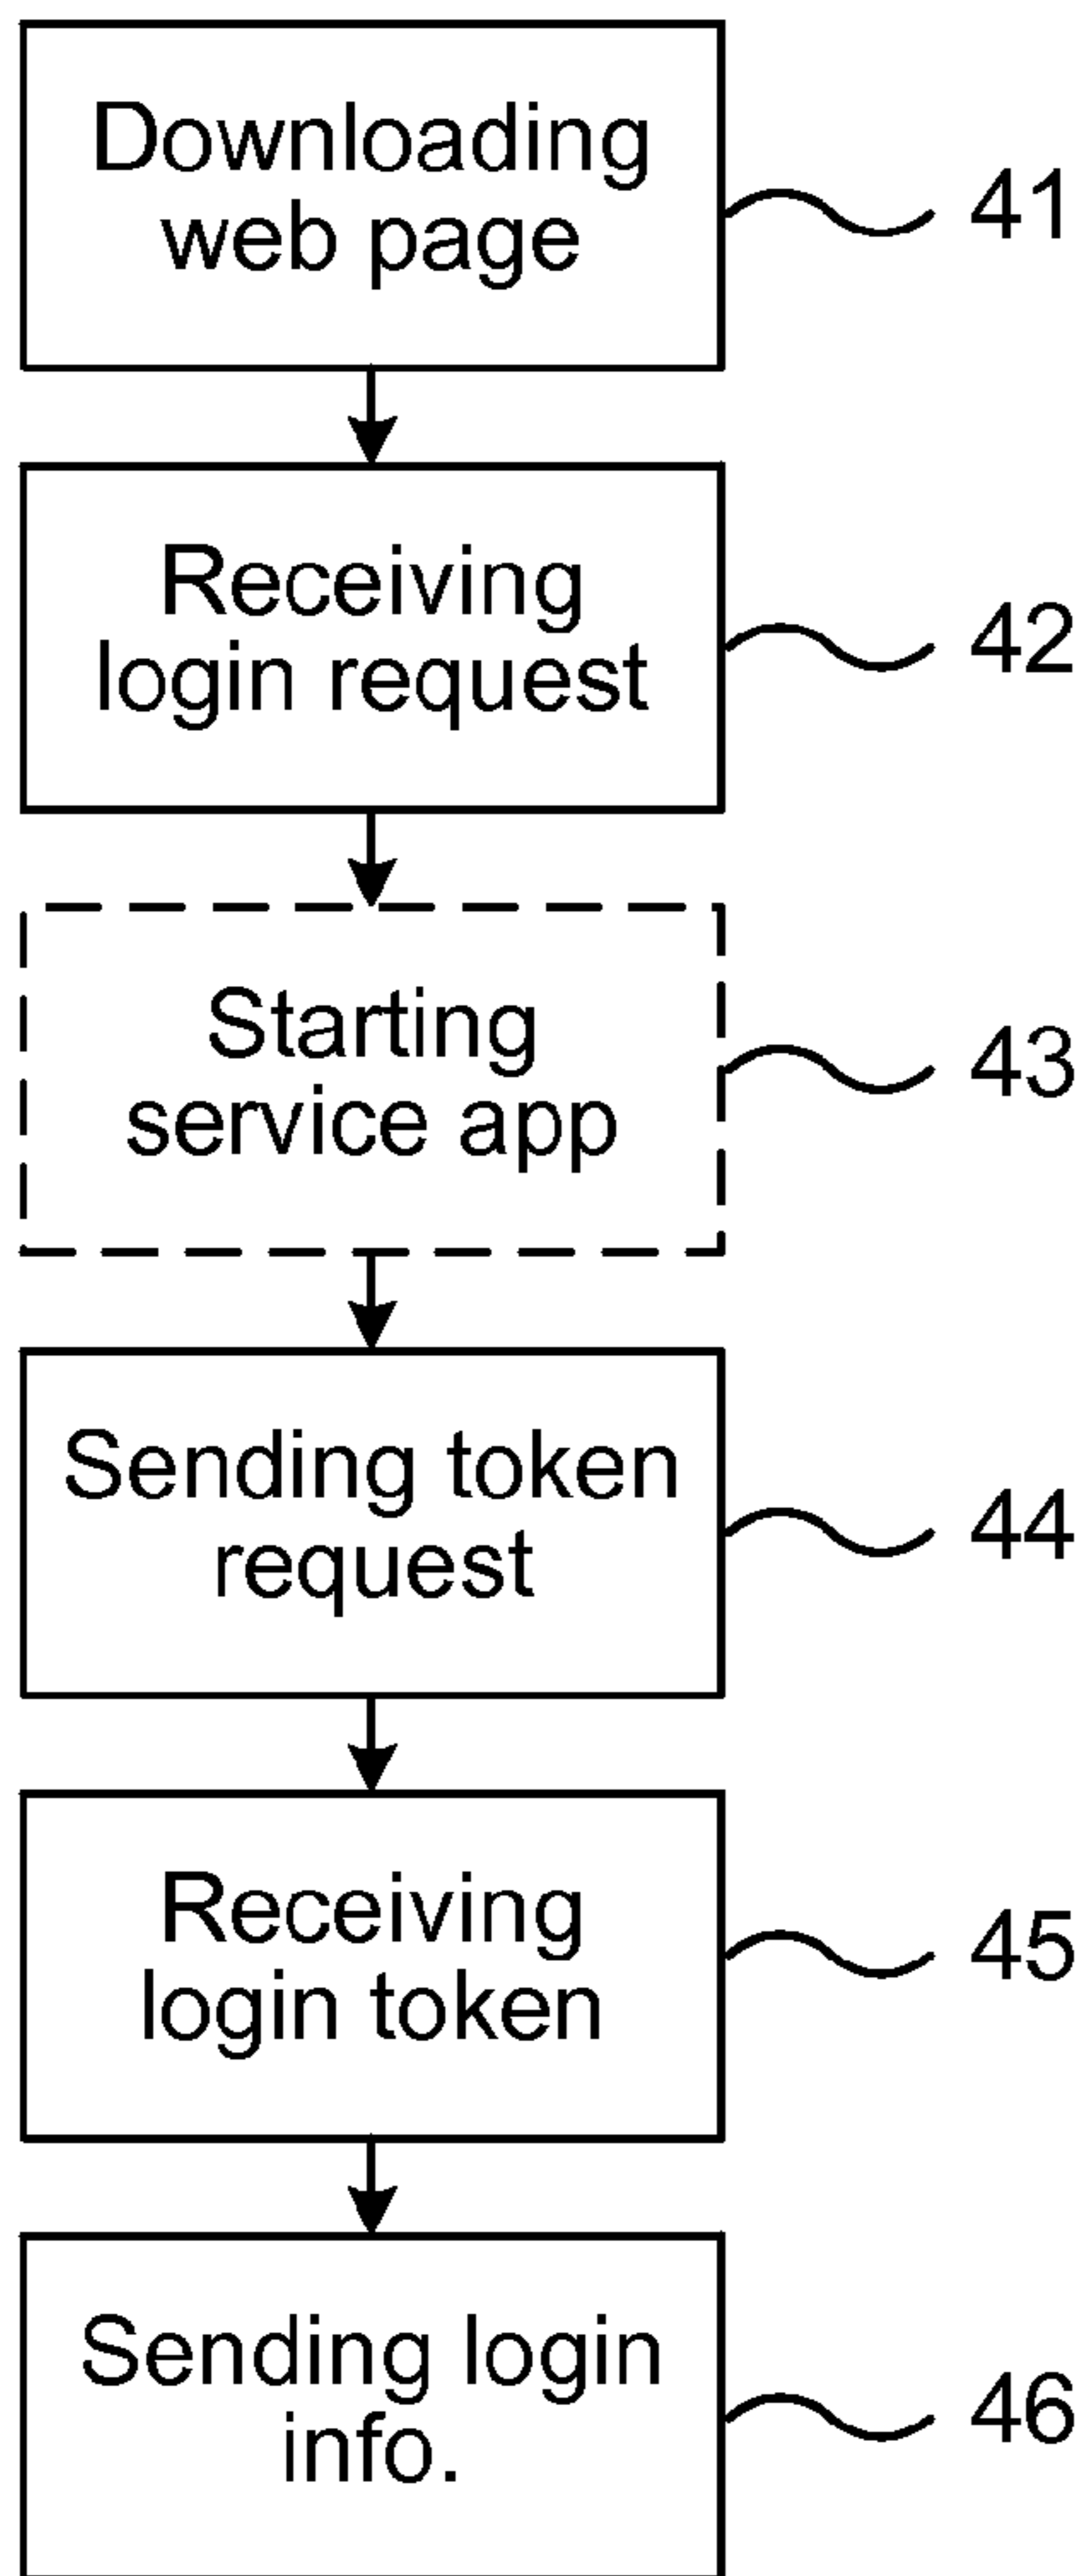 Downloading
web page
41
Receiving
login request
42
Starting
service app
43
Sending token
request
44
Receiving
login token
45
Sending login
info.
46